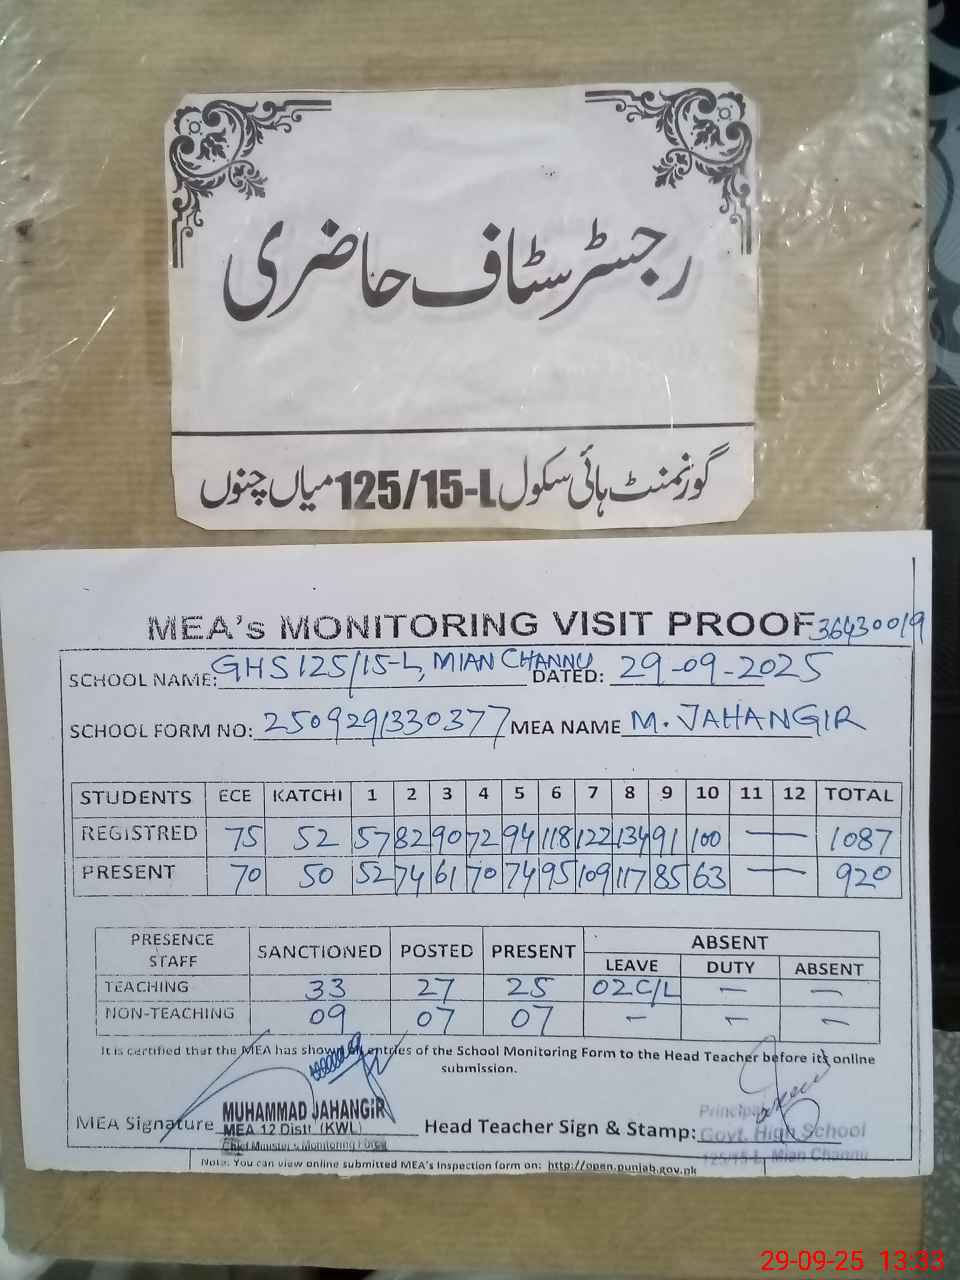 رجسٹر سٹاف حاضری
گورنمنٹ ہائی سکول 125/15-L میاں چنوں
MEA's MONITORING VISIT PROOF 36430019
SCHOOL NAME: GHS 125/15-L, MIAN CHANNU DATED: 29-09-2025
SCHOOL FORM NO: 2509291330377 MEA NAME M. JAHANGIR
STUDENTS ECE KATCHI 1 2 3 4 5 6 7 8 9 10 11 12 TOTAL
REGISTRED 75 52 57 82 90 72 94 118 122 134 91 100 — — 1087
PRESENT 70 50 52 74 61 70 74 95 109 117 85 63 — — 920
PRESENCE STAFF SANCTIONED POSTED PRESENT ABSENT
LEAVE DUTY ABSENT
TEACHING 33 27 25 02 C/L — —
NON-TEACHING 09 07 07 — — —
It is certified that the MEA has shown entries of the School Monitoring Form to the Head Teacher before its online
submission.
MEA Signature Head Teacher Sign & Stamp:
MUHAMMAD JAHANGIR
MEA 12 Distt (KWL)
Chief Minister's Monitoring Force
Principal
Govt. High School
125/15-L, Mian Channu
Note: You can view online submitted MEA's Inspection form on: http://open.punjab.gov.pk
29-09-25 13:33